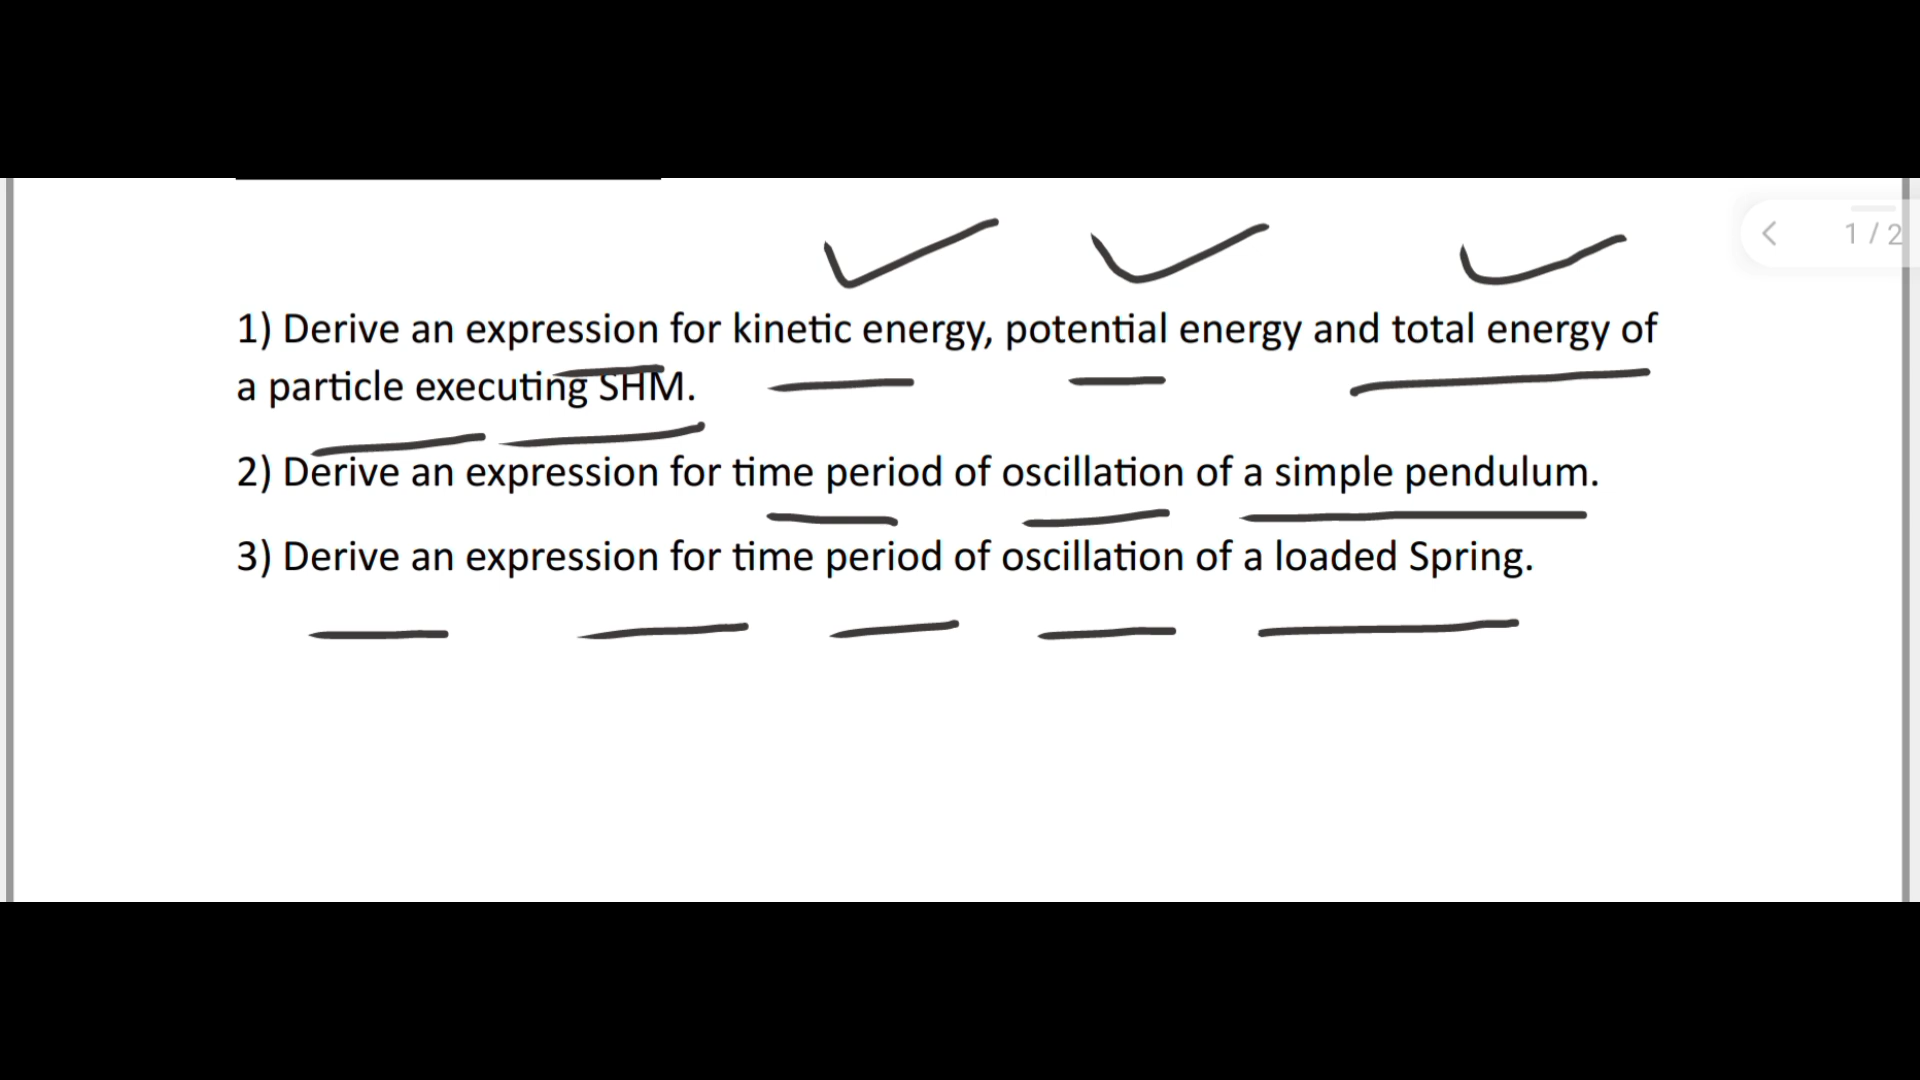 1 / 2
1) Derive an expression for kinetic energy, potential energy and total energy of
a particle executing SHM.
2) Derive an expression for time period of oscillation of a simple pendulum.
3) Derive an expression for time period of oscillation of a loaded Spring.